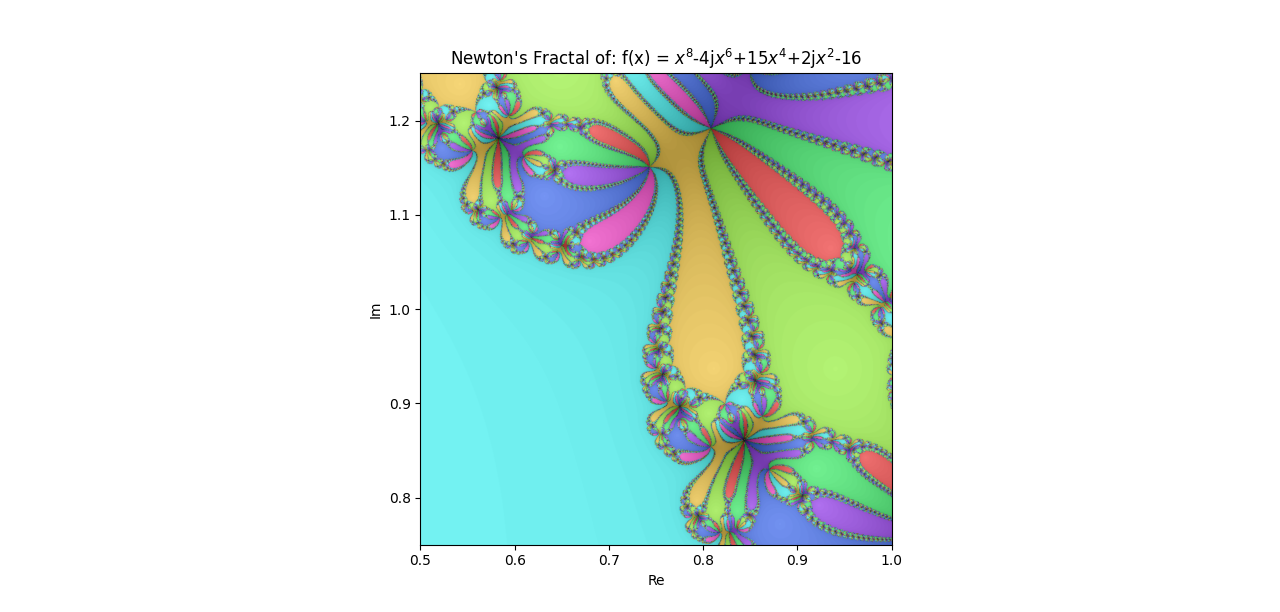 Newton's Fractal of: f(x) = x⁸-4jx⁶+15x⁴+2jx²-16
1.2
1.1
1.0
0.9
0.8
Im
0.5 0.6 0.7 0.8 0.9 1.0
Re